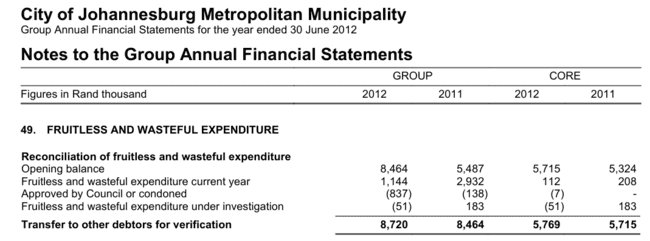 City of Johannesburg Metropolitan Municipality
Group Annual Financial Statements for the year ended 30 June 2012
Notes to the Group Annual Financial Statements
GROUP CORE
Figures in Rand thousand 2012 2011 2012 2011
49. FRUITLESS AND WASTEFUL EXPENDITURE
Reconciliation of fruitless and wasteful expenditure
Opening balance 8,464 5,487 5,715 5,324
Fruitless and wasteful expenditure current year 1,144 2,932 112 208
Approved by Council or condoned (837) (138) (7) -
Fruitless and wasteful expenditure under investigation (51) 183 (51) 183
Transfer to other debtors for verification 8,720 8,464 5,769 5,715